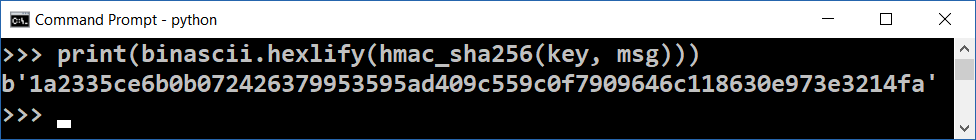 Command Prompt - python
>>> print(binascii.hexlify(hmac_sha256(key, msg)))
b'1a2335ce6b0b072426379953595ad409c559c0f7909646c118630e973e3214fa'
>>>